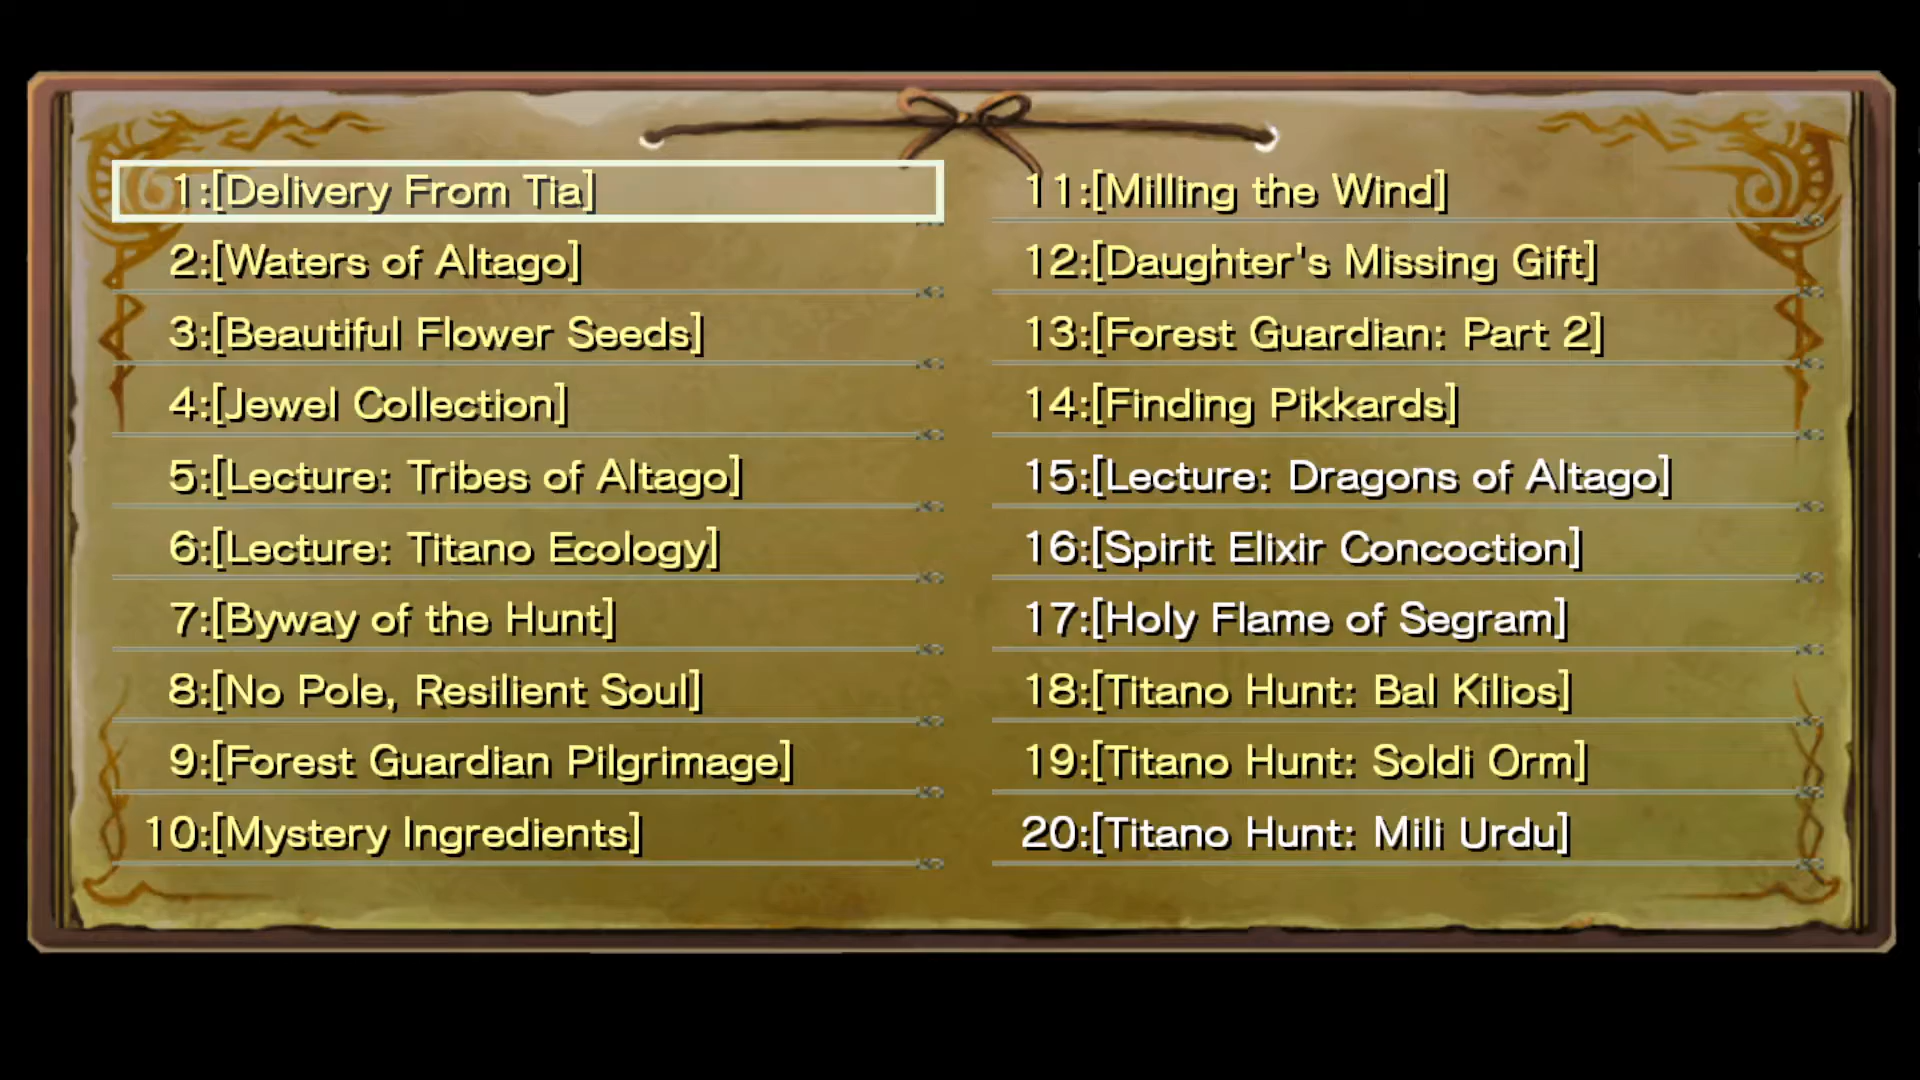 1:[Delivery From Tia]
2:[Waters of Altago]
3:[Beautiful Flower Seeds]
4:[Jewel Collection]
5:[Lecture: Tribes of Altago]
6:[Lecture: Titano Ecology]
7:[Byway of the Hunt]
8:[No Pole, Resilient Soul]
9:[Forest Guardian Pilgrimage]
10:[Mystery Ingredients]
11:[Milling the Wind]
12:[Daughter's Missing Gift]
13:[Forest Guardian: Part 2]
14:[Finding Pikkards]
15:[Lecture: Dragons of Altago]
16:[Spirit Elixir Concoction]
17:[Holy Flame of Segram]
18:[Titano Hunt: Bal Kilios]
19:[Titano Hunt: Soldi Orm]
20:[Titano Hunt: Mili Urdu]